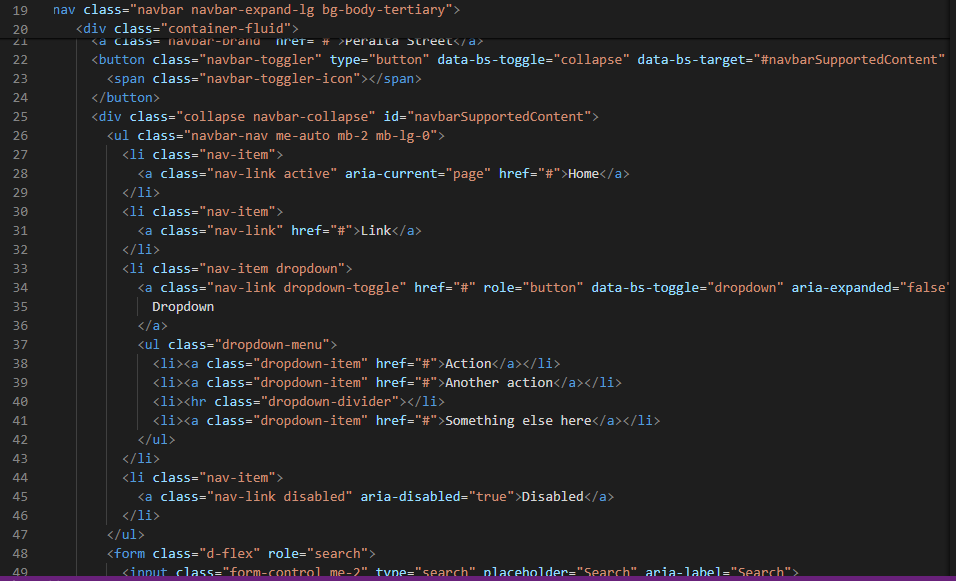 19 nav class="navbar navbar-expand-lg bg-body-tertiary">
20 <div class="container-fluid">
21 <a class="navbar-brand" href="#">Peralta Street</a>
22 <button class="navbar-toggler" type="button" data-bs-toggle="collapse" data-bs-target="#navbarSupportedContent"
23 <span class="navbar-toggler-icon"></span>
24 </button>
25 <div class="collapse navbar-collapse" id="navbarSupportedContent">
26 <ul class="navbar-nav me-auto mb-2 mb-lg-0">
27 <li class="nav-item">
28 <a class="nav-link active" aria-current="page" href="#">Home</a>
29 </li>
30 <li class="nav-item">
31 <a class="nav-link" href="#">Link</a>
32 </li>
33 <li class="nav-item dropdown">
34 <a class="nav-link dropdown-toggle" href="#" role="button" data-bs-toggle="dropdown" aria-expanded="false"
35 Dropdown
36 </a>
37 <ul class="dropdown-menu">
38 <li><a class="dropdown-item" href="#">Action</a></li>
39 <li><a class="dropdown-item" href="#">Another action</a></li>
40 <li><hr class="dropdown-divider"></li>
41 <li><a class="dropdown-item" href="#">Something else here</a></li>
42 </ul>
43 </li>
44 <li class="nav-item">
45 <a class="nav-link disabled" aria-disabled="true">Disabled</a>
46 </li>
47 </ul>
48 <form class="d-flex" role="search">
49 <input class="form-control me-2" type="search" placeholder="Search" aria-label="Search">